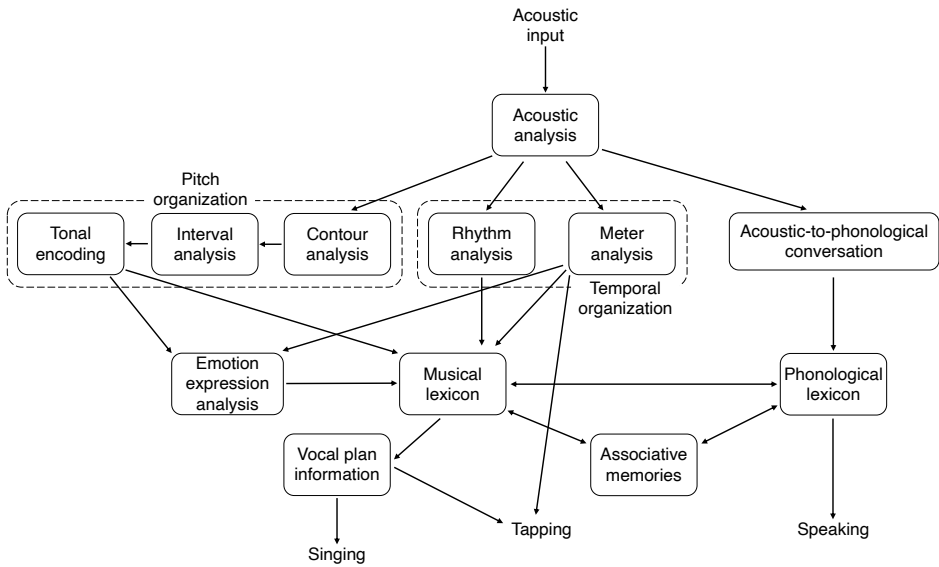 Acoustic
input
Acoustic
analysis
Pitch
organization
Tonal
encoding
Interval
analysis
Contour
analysis
Rhythm
analysis
Meter
analysis
Temporal
organization
Acoustic-to-phonological
conversation
Emotion
expression
analysis
Musical
lexicon
Phonological
lexicon
Vocal plan
information
Associative
memories
Singing
Tapping
Speaking